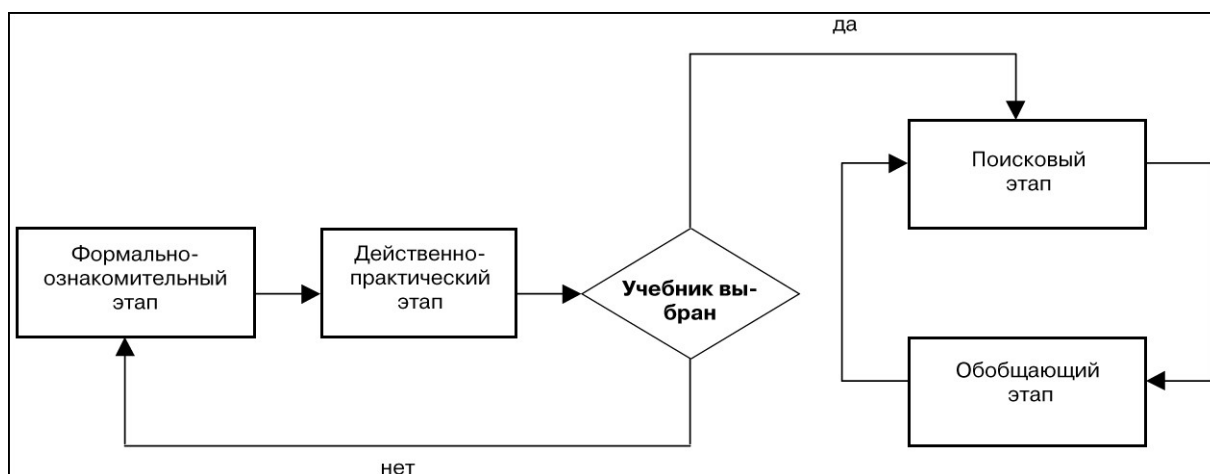 да
Поисковый
этап
Формально-
ознакомительный
этап
Действенно-
практический
этап
Учебник вы-
бран
Обобщающий
этап
нет